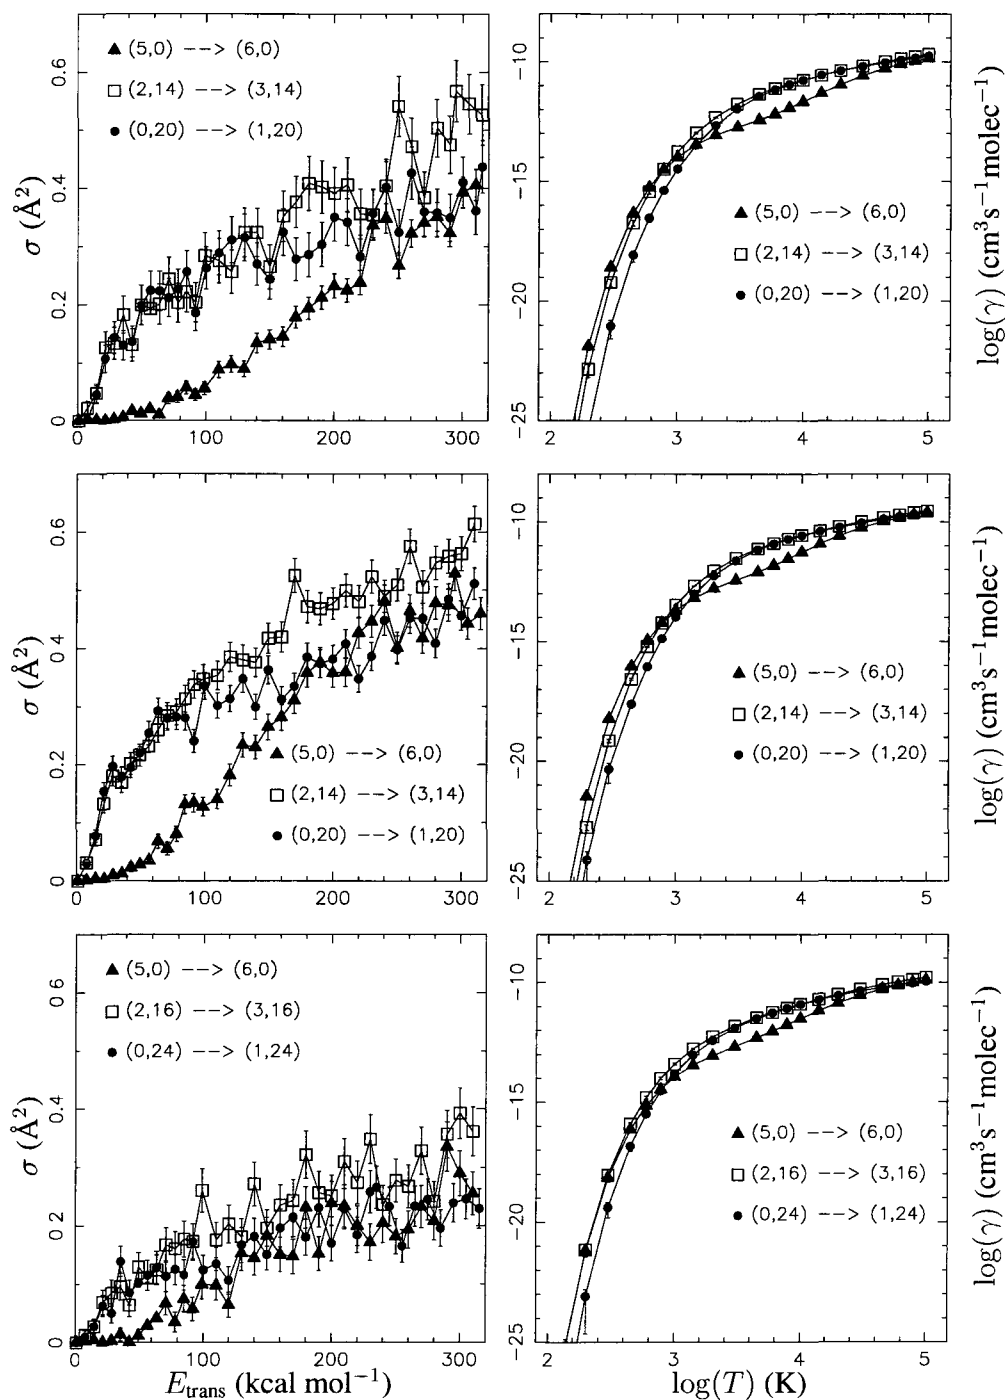 0.6
0.4
0.2
0
σ (Å²)
▲ (5,0) --> (6,0)
□ (2,14) --> (3,14)
● (0,20) --> (1,20)
0 100 200 300
-10
-15
-20
-25
log(γ) (cm³s⁻¹molec⁻¹)
▲ (5,0) --> (6,0)
□ (2,14) --> (3,14)
● (0,20) --> (1,20)
2 3 4 5
0.6
0.4
0.2
0
σ (Å²)
▲ (5,0) --> (6,0)
□ (2,14) --> (3,14)
● (0,20) --> (1,20)
0 100 200 300
-10
-15
-20
-25
log(γ) (cm³s⁻¹molec⁻¹)
▲ (5,0) --> (6,0)
□ (2,14) --> (3,14)
● (0,20) --> (1,20)
2 3 4 5
0.6
0.4
0.2
0
σ (Å²)
▲ (5,0) --> (6,0)
□ (2,16) --> (3,16)
● (0,24) --> (1,24)
0 100 200 300
E_trans (kcal mol⁻¹)
-10
-15
-20
-25
log(γ) (cm³s⁻¹molec⁻¹)
▲ (5,0) --> (6,0)
□ (2,16) --> (3,16)
● (0,24) --> (1,24)
2 3 4 5
log(T) (K)